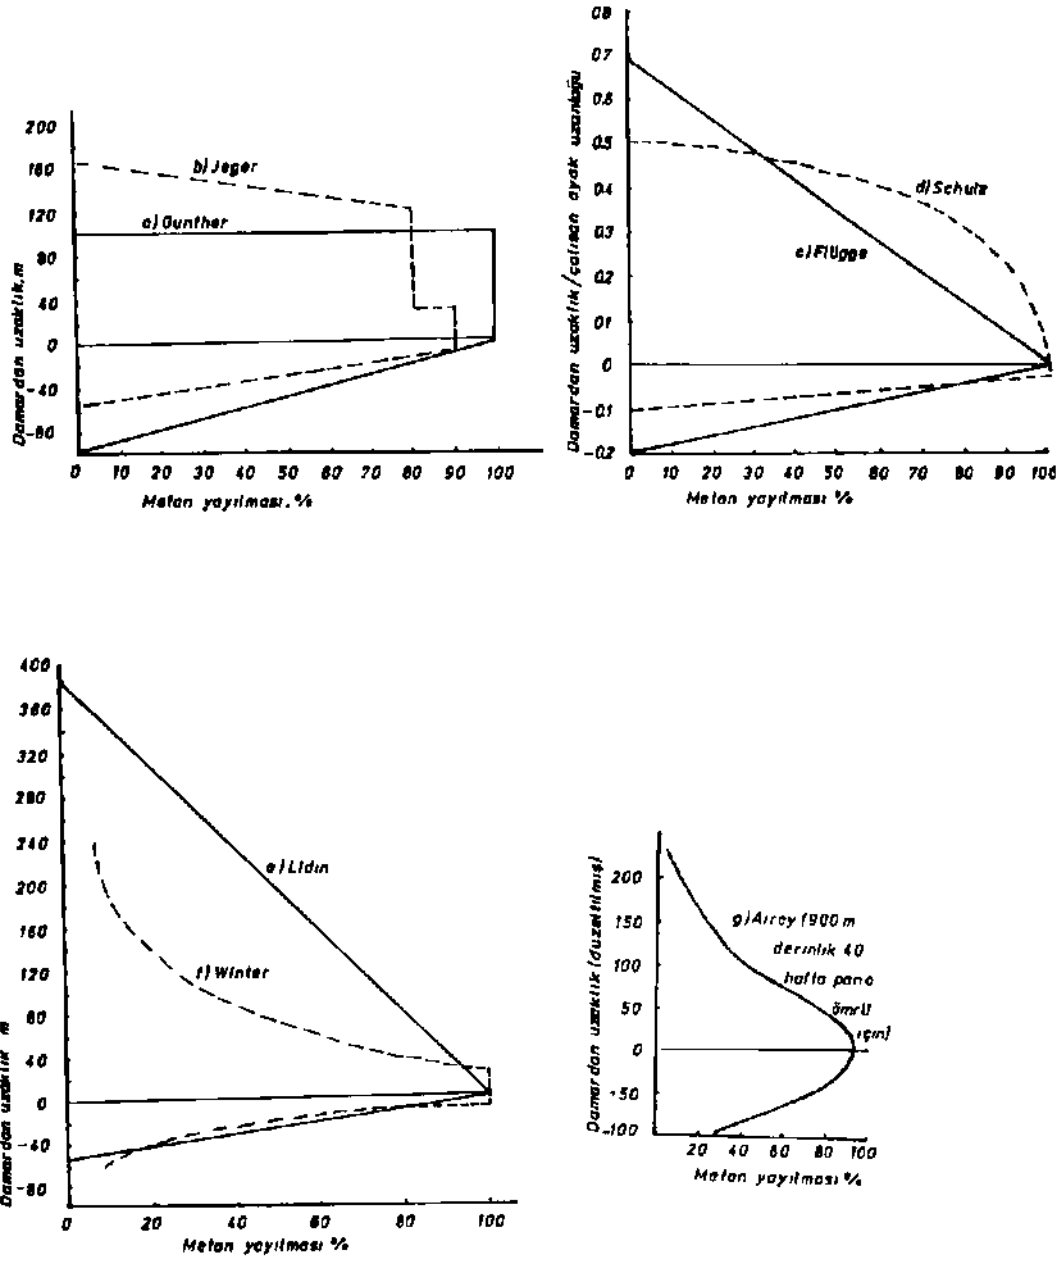 200
160
120
80
40
0
-40
-80
Damardan uzaklık, m
b) Jeger
a) Gunther
0 10 20 30 40 50 60 70 80 90 100
Metan yayılması. %
0.8
0.7
0.6
0.5
0.4
0.3
0.2
0.1
0
-0.1
-0.2
Damardan uzaklık/çalısan ayak uzunluğu
d) Schulz
c) Flügge
0 10 20 30 40 50 60 70 80 90 100
Metan yayılması %
400
360
320
280
240
200
160
120
80
40
0
-40
-80
Damardan uzaklık m
e) Lidin
f) Winter
0 20 40 60 80 100
Metan yayılması %
200
150
100
50
0
-50
-100
Damardan uzaklık (düzeltilmiş)
g) Airey (900 m
derinlik 40
hafta pano
ömrü
için)
20 40 60 80 100
Metan yayılması %